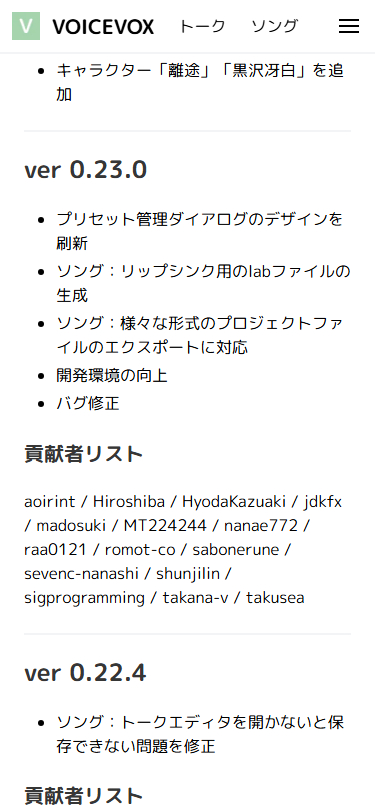 V VOICEVOX トーク ソング
キャラクター「離途」「黒沢冴白」を追
加
ver 0.23.0
プリセット管理ダイアログのデザインを
刷新
ソング：リップシンク用のlabファイルの
生成
ソング：様々な形式のプロジェクトファ
イルのエクスポートに対応
開発環境の向上
バグ修正
貢献者リスト
aoirint / Hiroshiba / HyodaKazuaki / jdkfx
/ madosuki / MT224244 / nanae772 /
raa0121 / romot-co / sabonerune /
sevenc-nanashi / shunjilin /
sigprogramming / takana-v / takusea
ver 0.22.4
ソング：トークエディタを開かないと保
存できない問題を修正
貢献者リスト